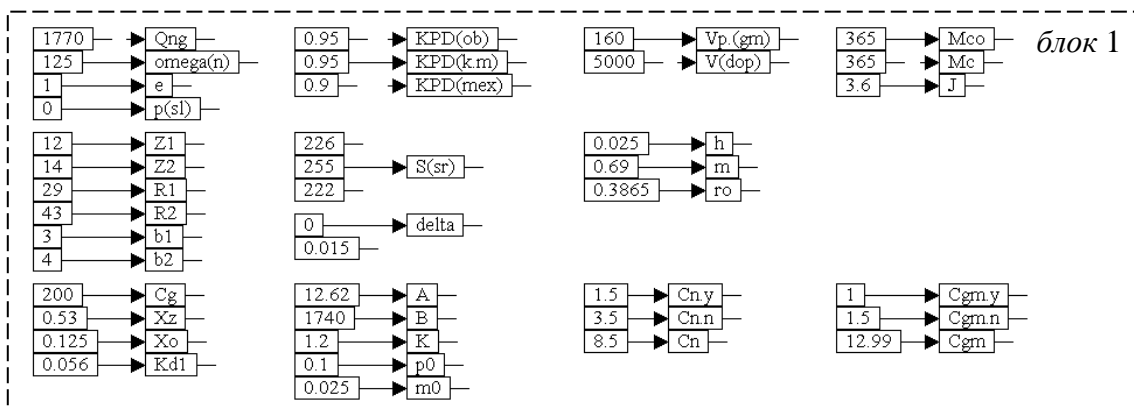 1770 Qng 0.95 KPD(ob) 160 Vp.(gm) 365 Mco блок 1
125 omega(n) 0.95 KPD(k.m) 5000 V(dop) 365 Mc
1 e 0.9 KPD(mex) 3.6 J
0 p(sl)
12 Z1 226 0.025 h
14 Z2 255 S(sr) 0.69 m
29 R1 222 0.3865 ro
43 R2
3 b1 0 delta
4 b2 0.015
200 Cg 12.62 A 1.5 Cn.y 1 Cgm.y
0.53 Xz 1740 B 3.5 Cn.n 1.5 Cgm.n
0.125 Xo 1.2 K 8.5 Cn 12.99 Cgm
0.056 Kd1 0.1 p0
0.025 m0